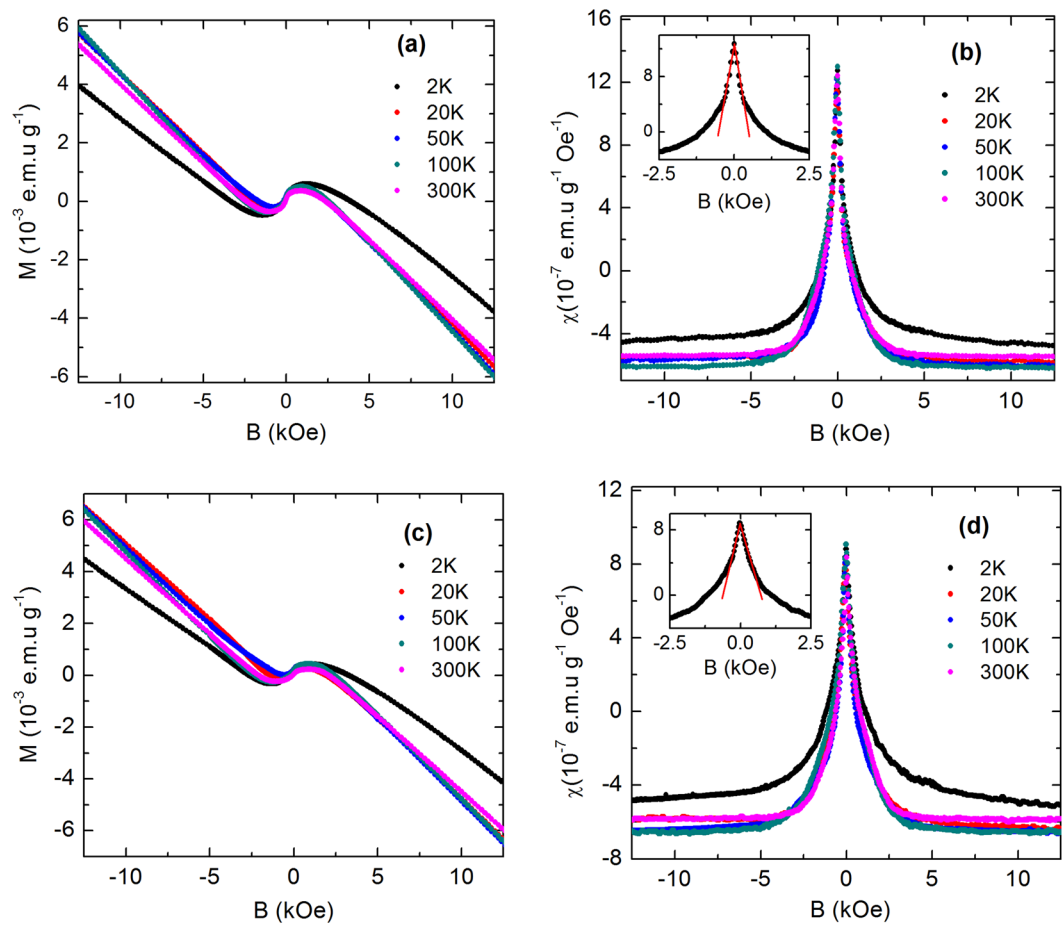 (a)
6
4
2
0
-2
-4
-6
M (10⁻³ e.m.u g⁻¹)
-10
-5
0
5
10
B (kOe)
2K
20K
50K
100K
300K
(b)
16
12
8
4
0
-4
χ(10⁻⁷ e.m.u g⁻¹ Oe⁻¹)
-10
-5
0
5
10
B (kOe)
2K
20K
50K
100K
300K
8
0
-2.5
0.0
2.5
B (kOe)
(c)
6
4
2
0
-2
-4
-6
M (10⁻³ e.m.u g⁻¹)
-10
-5
0
5
10
B (kOe)
2K
20K
50K
100K
300K
(d)
12
8
4
0
-4
-8
χ(10⁻⁷ e.m.u g⁻¹ Oe⁻¹)
-10
-5
0
5
10
B (kOe)
2K
20K
50K
100K
300K
8
0
-2.5
0.0
2.5
B (kOe)